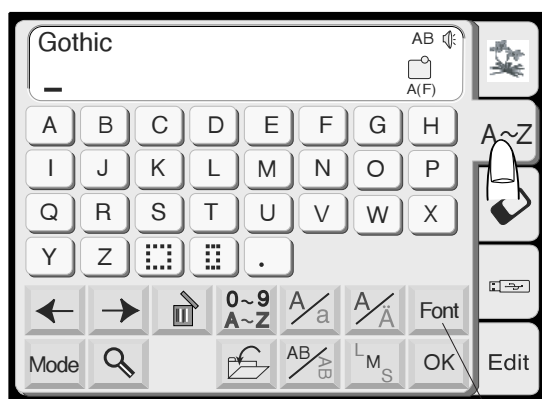 Gothic AB
A(F)
A B C D E F G H
I J K L M N O P
Q R S T U V W X
Y Z .
A~Z
0~9
A~Z
A/a
A/Ä
Font
Mode
AB/AB
L M S
OK
Edit